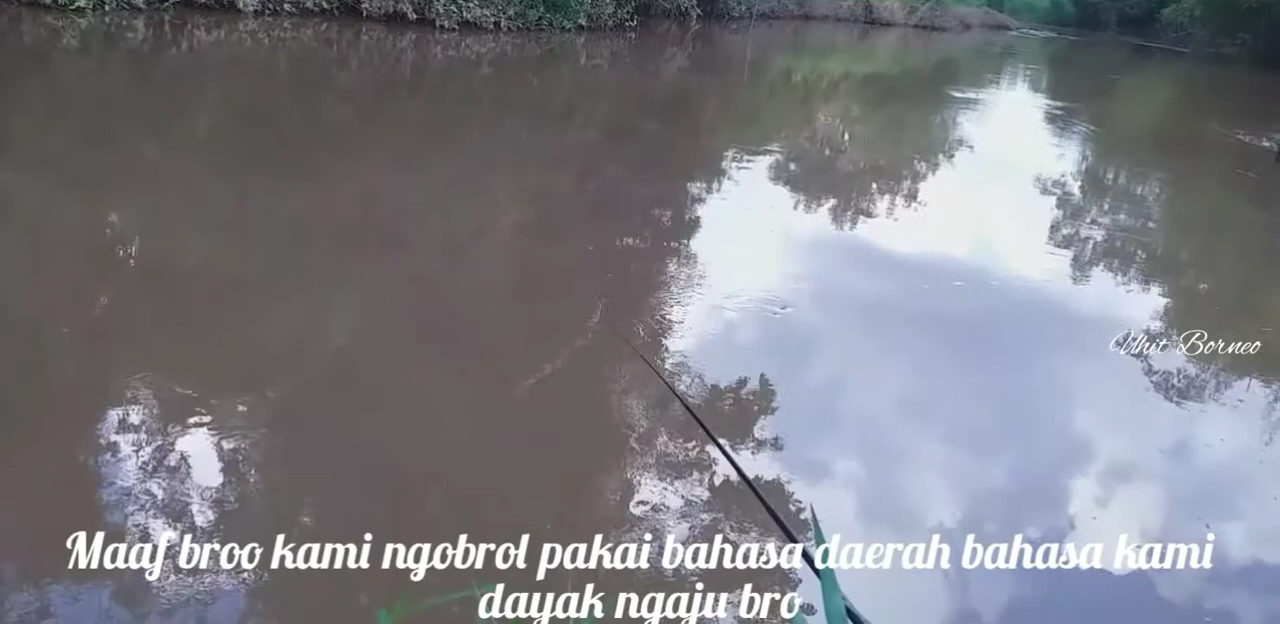 Uhit Borneo
Maaf broo kami ngobrol pakai bahasa daerah bahasa kami
dayak ngaju bro